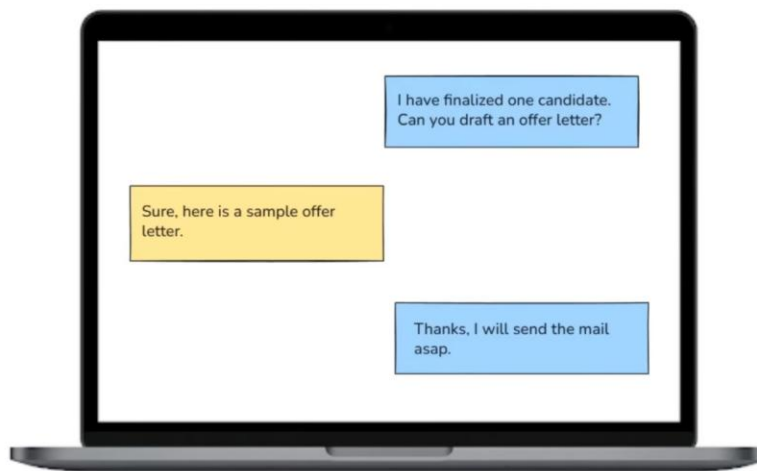 I have finalized one candidate.
Can you draft an offer letter?
Sure, here is a sample offer
letter.
Thanks, I will send the mail
asap.